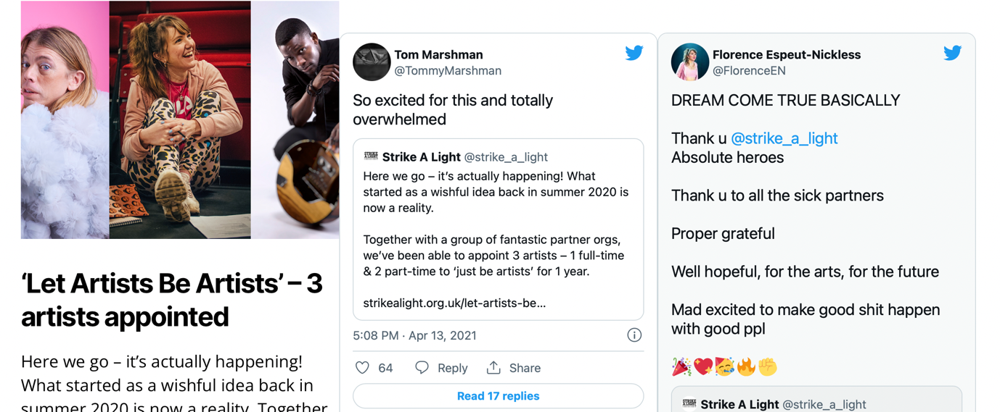 ‘Let Artists Be Artists’ – 3
artists appointed
Here we go – it’s actually happening!
What started as a wishful idea back in
summer 2020 is now a reality. Together
Tom Marshman
@TommyMarshman
So excited for this and totally
overwhelmed
Strike A Light @strike_a_light
Here we go – it’s actually happening! What
started as a wishful idea back in summer 2020 is
now a reality.
Together with a group of fantastic partner orgs,
we’ve been able to appoint 3 artists – 1 full-time
& 2 part-time to ‘just be artists’ for 1 year.
strikealight.org.uk/let-artists-be...
5:08 PM · Apr 13, 2021
64 Reply Share
Read 17 replies
Florence Espeut-Nickless
@FlorenceEN
DREAM COME TRUE BASICALLY
Thank u @strike_a_light
Absolute heroes
Thank u to all the sick partners
Proper grateful
Well hopeful, for the arts, for the future
Mad excited to make good shit happen
with good ppl
🎉💖🥳🔥✊
Strike A Light @strike_a_light